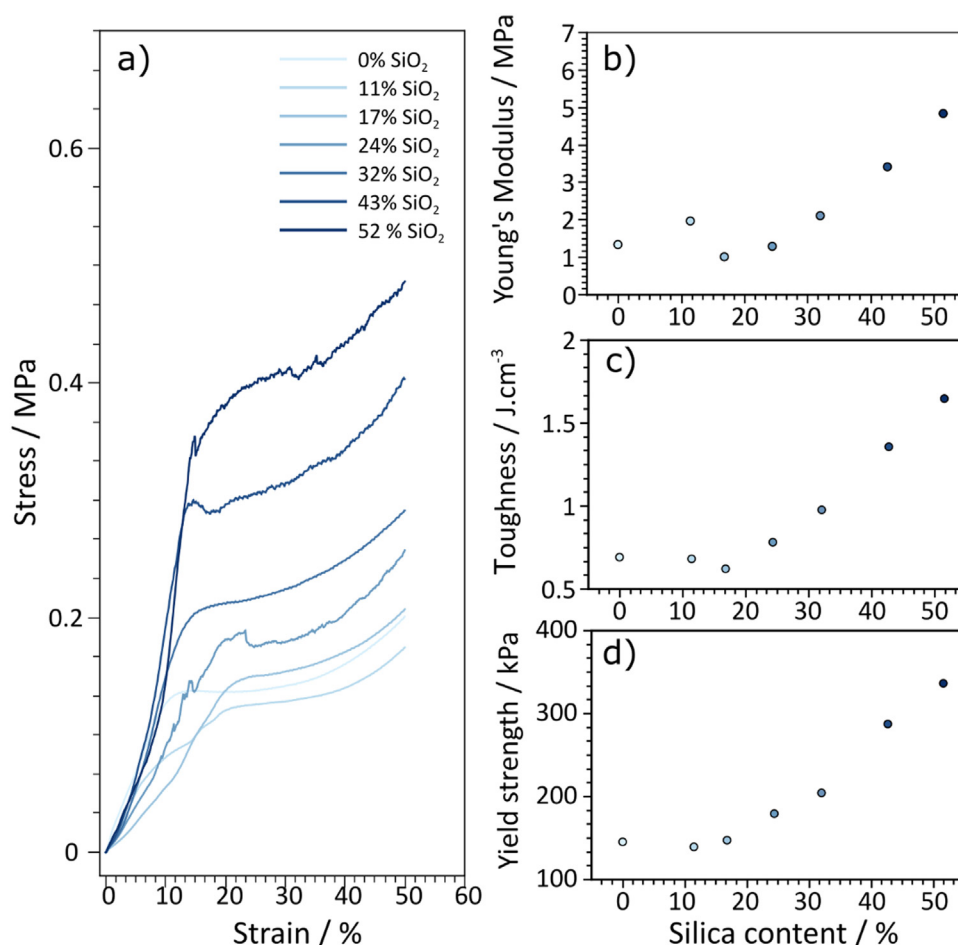 a)
0% SiO₂
11% SiO₂
17% SiO₂
24% SiO₂
32% SiO₂
43% SiO₂
52 % SiO₂
0.6
0.4
0.2
0
Stress / MPa
0 10 20 30 40 50 60
Strain / %
b)
7
6
5
4
3
2
1
0
Young's Modulus / MPa
0 10 20 30 40 50
c)
2
1.5
1
0.5
Toughness / J.cm⁻³
0 10 20 30 40 50
d)
400
300
200
100
Yield strength / kPa
0 10 20 30 40 50
Silica content / %